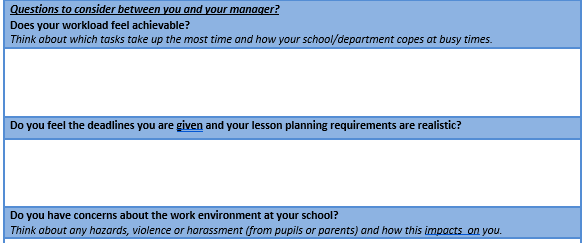 Questions to consider between you and your manager?
Does your workload feel achievable?
Think about which tasks take up the most time and how your school/department copes at busy times.
Do you feel the deadlines you are given and your lesson planning requirements are realistic?
Do you have concerns about the work environment at your school?
Think about any hazards, violence or harassment (from pupils or parents) and how this impacts on you.